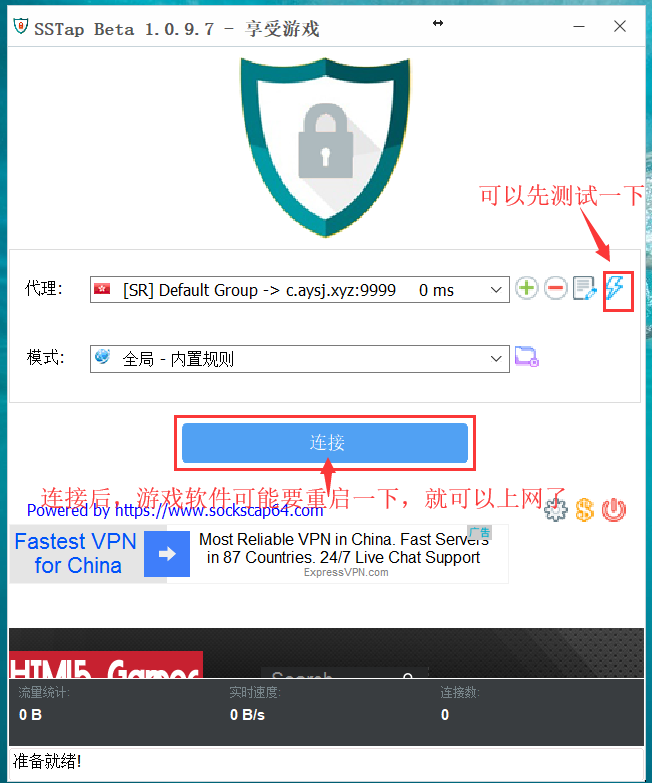 SSTap Beta 1.0.9.7 - 享受游戏
可以先测试一下
代理:
[SR] Default Group -> c.aysj.xyz:9999 0 ms
模式:
全局 - 内置规则
连接
连接后，游戏软件可能要重启一下，就可以上网了
Powered by https://www.sockscap64.com
Fastest VPN
for China
Most Reliable VPN in China. Fast Servers
in 87 Countries. 24/7 Live Chat Support
ExpressVPN.com
广告
HTML5 Games
Search
流量统计:
实时速度:
连接数:
0 B
0 B/s
0
准备就绪!